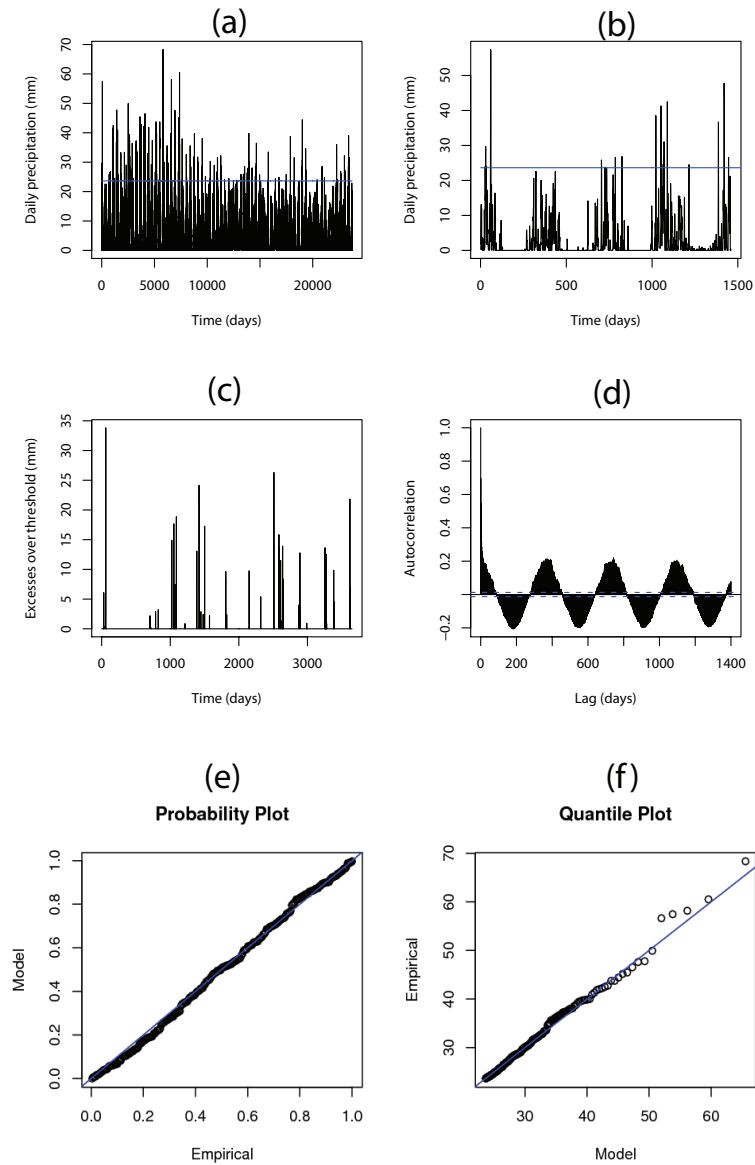 (a)
Daily precipitation (mm)
70
60
50
40
30
20
10
0
0 5000 10000 20000
Time (days)
(b)
Daily precipitation (mm)
50
40
30
20
10
0
0 500 1000 1500
Time (days)
(c)
Excesses over threshold (mm)
35
30
25
20
15
10
5
0
0 1000 2000 3000
Time (days)
(d)
Autocorrelation
1.0
0.8
0.6
0.4
0.2
−0.2
0 200 600 1000 1400
Lag (days)
(e)
Probability Plot
Model
1.0
0.8
0.6
0.4
0.2
0.0
0.0 0.2 0.4 0.6 0.8 1.0
Empirical
(f)
Quantile Plot
Empirical
70
60
50
40
30
30 40 50 60
Model